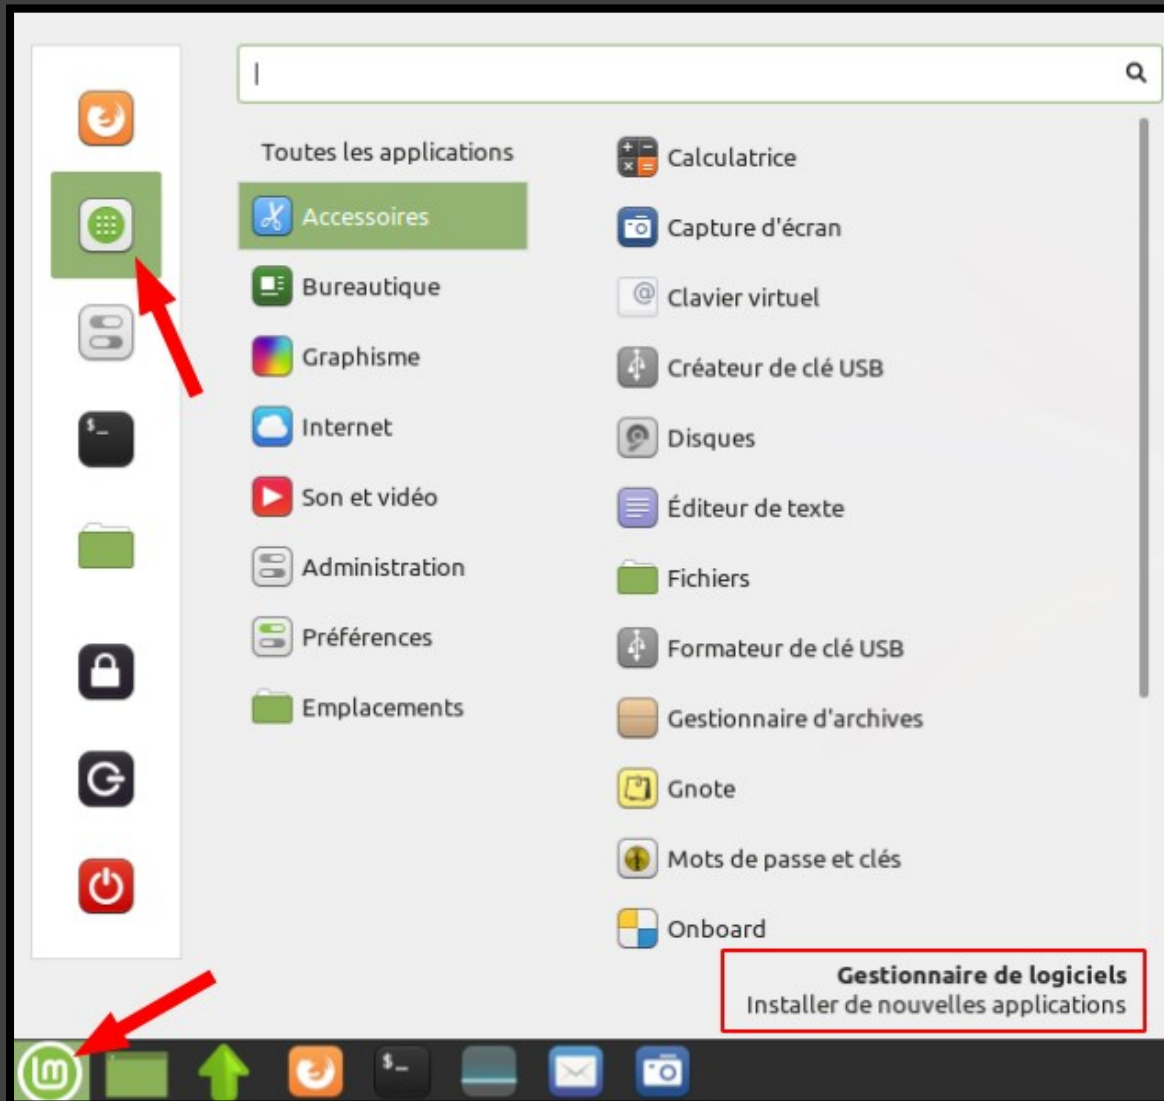 Toutes les applications
Accessoires
Bureautique
Graphisme
Internet
Son et vidéo
Administration
Préférences
Emplacements
Calculatrice
Capture d'écran
Clavier virtuel
Créateur de clé USB
Disques
Éditeur de texte
Fichiers
Formateur de clé USB
Gestionnaire d'archives
Gnote
Mots de passe et clés
Onboard
Gestionnaire de logiciels
Installer de nouvelles applications